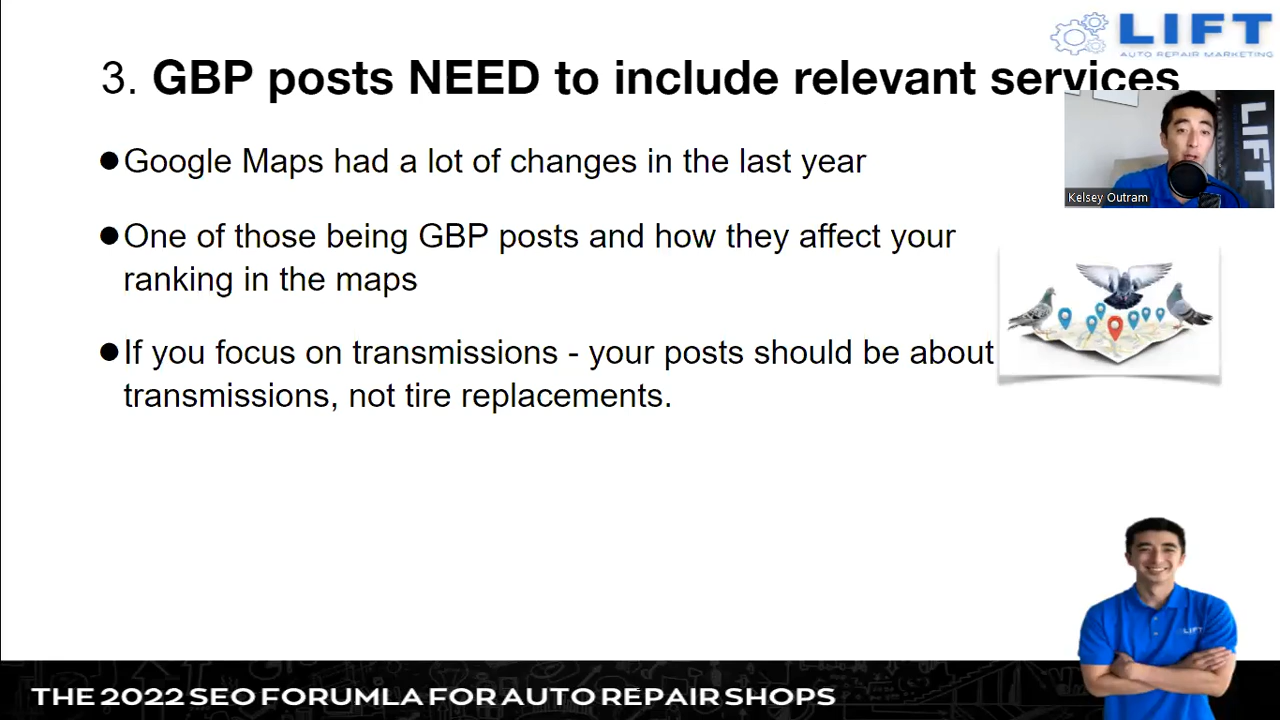 LIFT
AUTO REPAIR MARKETING
3. GBP posts NEED to include relevant services
LIFT
Kelsey Outram
●Google Maps had a lot of changes in the last year
●One of those being GBP posts and how they affect your
ranking in the maps
●If you focus on transmissions - your posts should be about
transmissions, not tire replacements.
LIFT
THE 2022 SEO FORUMLA FOR AUTO REPAIR SHOPS